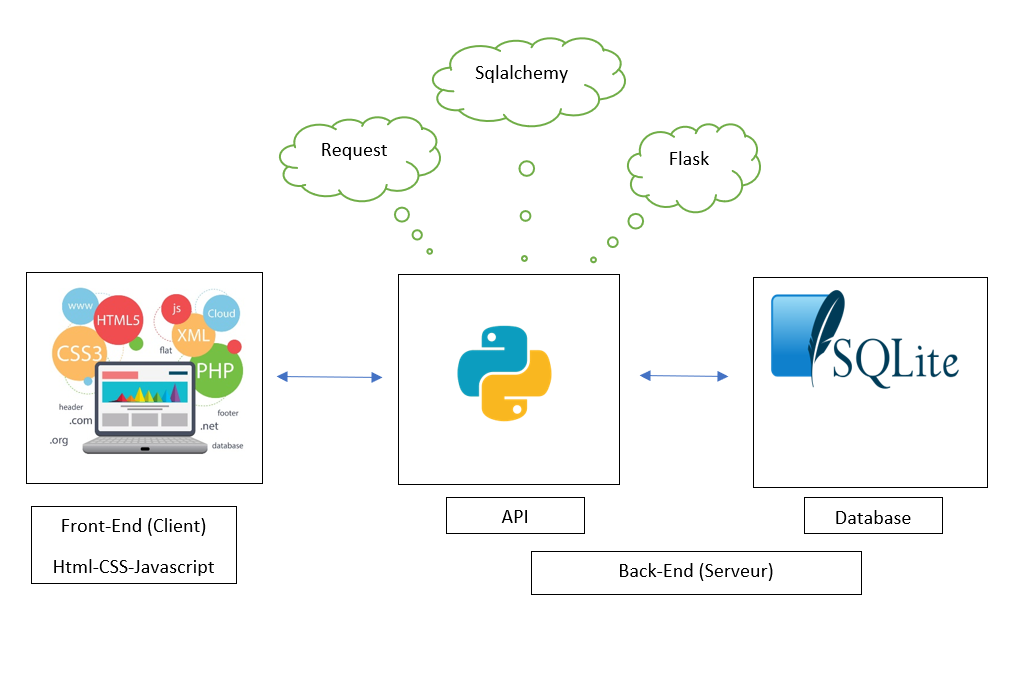 Sqlalchemy
Request
Flask
www
HTML5
js
Cloud
XML
CSS3
flat
PHP
header
.com
.org
footer
.net
database
SQLite
Front-End (Client)
Html-CSS-Javascript
API
Database
Back-End (Serveur)